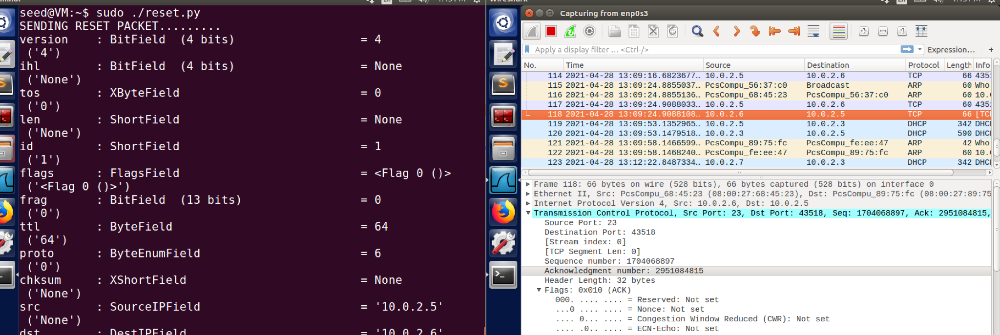 seed@VM:~$ sudo ./reset.py
SENDING RESET PACKET.........
version    : BitField  (4 bits)                  = 4
 ('4')
ihl        : BitField  (4 bits)                  = None
 ('None')
tos        : XByteField                          = 0
 ('0')
len        : ShortField                          = None
 ('None')
id         : ShortField                          = 1
 ('1')
flags      : FlagsField                          = <Flag 0 ()>
 ('<Flag 0 ()>')
frag       : BitField  (13 bits)                 = 0
 ('0')
ttl        : ByteField                           = 64
 ('64')
proto      : ByteEnumField                       = 6
 ('0')
chksum     : XShortField                         = None
 ('None')
src        : SourceIPField                       = '10.0.2.5'
 ('None')
dst        : DestIPField                         = '10.0.2.6'
Capturing from enp0s3
Apply a display filter ... <Ctrl-/> Expression... +
No. Time Source Destination Protocol Length Info
114 2021-04-28 13:09:16.6823677... 10.0.2.5 10.0.2.6 TCP 66 4351
115 2021-04-28 13:09:24.8855037... PcsCompu_56:37:c0 Broadcast ARP 60 Who
116 2021-04-28 13:09:24.8855136... PcsCompu_68:45:23 PcsCompu_56:37:c0 ARP 60 10.0
117 2021-04-28 13:09:24.9088033... 10.0.2.5 10.0.2.6 TCP 60 4351
118 2021-04-28 13:09:24.9088108... 10.0.2.6 10.0.2.5 TCP 66 [TCP
119 2021-04-28 13:09:53.1352965... 10.0.2.5 10.0.2.3 DHCP 342 DHCP
120 2021-04-28 13:09:53.1479518... 10.0.2.3 10.0.2.5 DHCP 590 DHCP
121 2021-04-28 13:09:58.1466599... PcsCompu_89:75:fc PcsCompu_fe:ee:47 ARP 42 Who
122 2021-04-28 13:09:58.1468240... PcsCompu_fe:ee:47 PcsCompu_89:75:fc ARP 60 10.0
123 2021-04-28 13:12:22.8487334... 10.0.2.7 10.0.2.3 DHCP 342 DHCP
Frame 118: 66 bytes on wire (528 bits), 66 bytes captured (528 bits) on interface 0
Ethernet II, Src: PcsCompu_68:45:23 (08:00:27:68:45:23), Dst: PcsCompu_89:75:fc (08:00:27:89:75
Internet Protocol Version 4, Src: 10.0.2.6, Dst: 10.0.2.5
Transmission Control Protocol, Src Port: 23, Dst Port: 43518, Seq: 1704068897, Ack: 2951084815,
Source Port: 23
Destination Port: 43518
[Stream index: 0]
[TCP Segment Len: 0]
Sequence number: 1704068897
Acknowledgment number: 2951084815
Header Length: 32 bytes
Flags: 0x010 (ACK)
000. .... .... = Reserved: Not set
...0 .... .... = Nonce: Not set
.... 0... .... = Congestion Window Reduced (CWR): Not set
.... .0.. .... = ECN-Echo: Not set